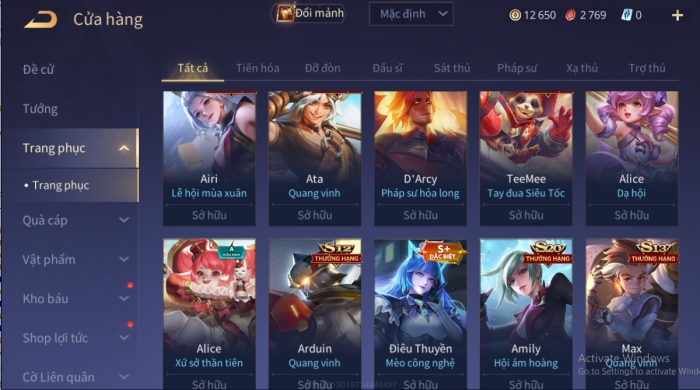 Cửa hàng
Đổi mảnh
Mặc định
12 650
2 769
0
Đề cử
Tướng
Trang phục
Trang phục
Quà cáp
Vật phẩm
Kho báu
Shop lợi tức
Cờ Liên quân
Tất cả Tiến hóa Đỡ đòn Đấu sĩ Sát thủ Pháp sư Xạ thủ Trợ thủ
Airi
Lễ hội mùa xuân
Sở hữu
Ata
Quang vinh
Sở hữu
D'Arcy
Pháp sư hỏa long
Sở hữu
TeeMee
Tay đua Siêu Tốc
Sở hữu
Alice
Dạ hội
Sở hữu
A
HỮU HẠN
Alice
Xứ sở thần tiên
Sở hữu
S12
THƯỞNG HẠNG
Arduin
Quang vinh
Sở hữu
S+
ĐẶC BIỆT
Điêu Thuyền
Mèo công nghệ
Sở hữu
S20
THƯỞNG HẠNG
Amily
Hội ám hoàng
Sở hữu
S13
THƯỞNG HẠNG
Max
Quang vinh
Sở hữu
Activate Windows
Go to Settings to activate Wind